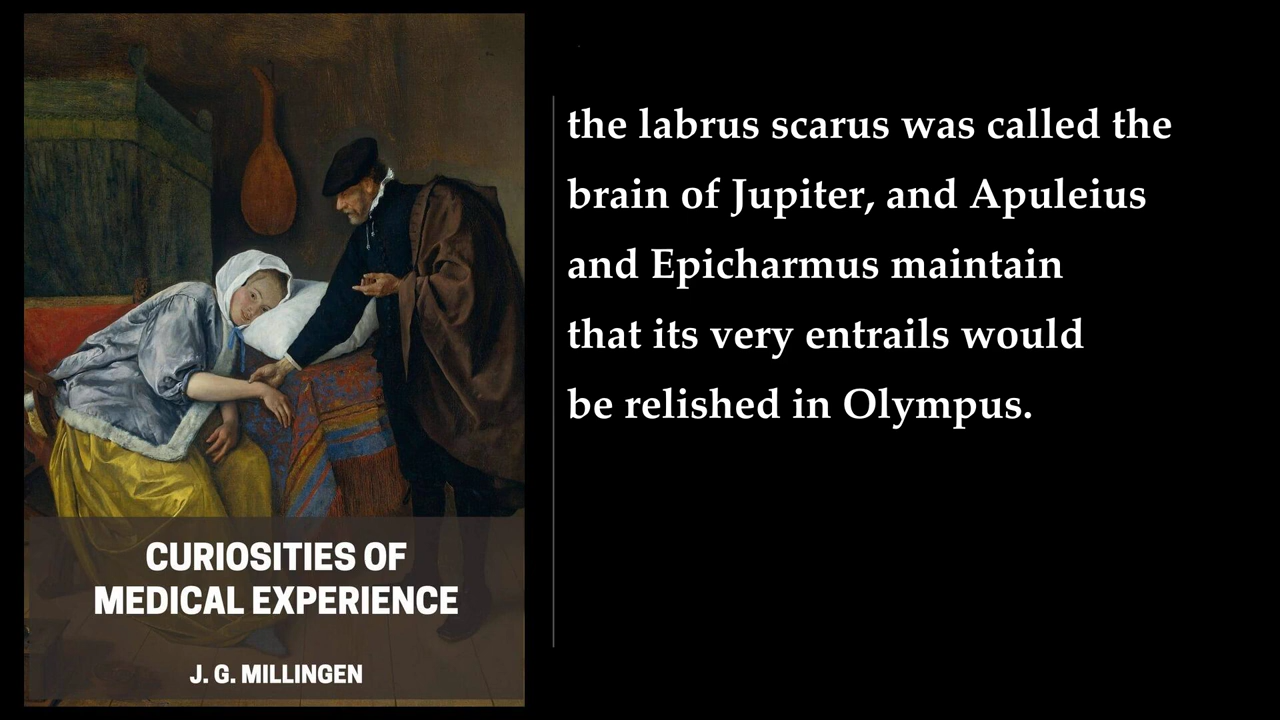 the labrus scarus was called the
brain of Jupiter, and Apuleius
and Epicharmus maintain
that its very entrails would
be relished in Olympus.
CURIOSITIES OF
MEDICAL EXPERIENCE
J. G. MILLINGEN